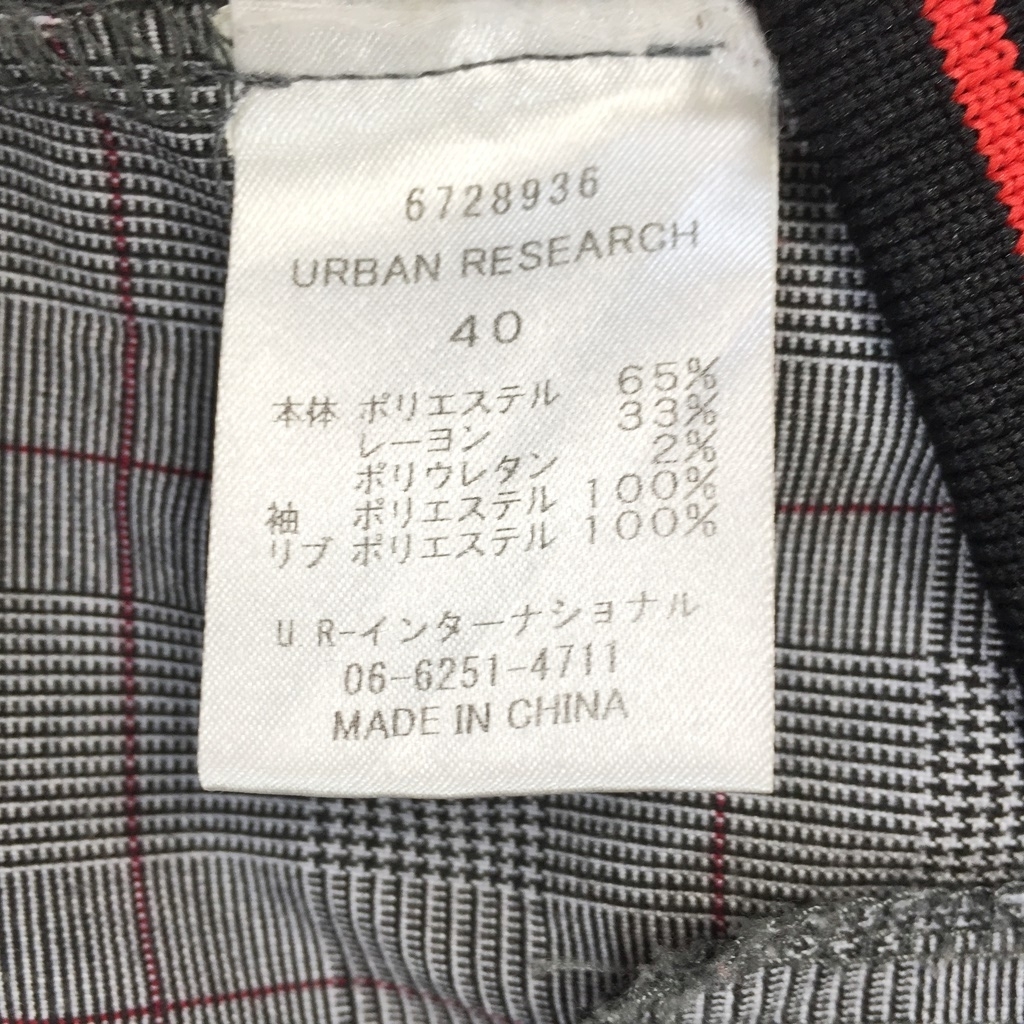 6728936
URBAN RESEARCH
40
本体 ポリエステル 65%
レーヨン 33%
ポリウレタン 2%
袖 ポリエステル 100%
リブ ポリエステル 100%
UR-インターナショナル
06-6251-4711
MADE IN CHINA